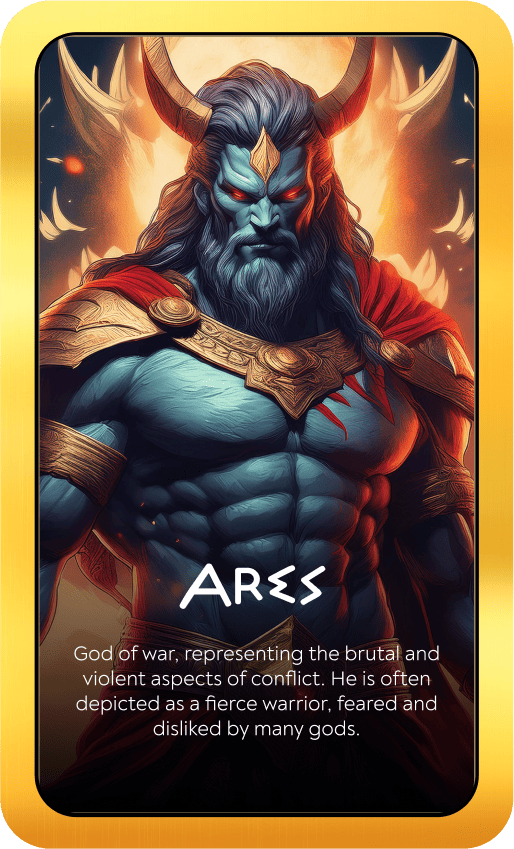 Ares
God of war, representing the brutal and
violent aspects of conflict. He is often
depicted as a fierce warrior, feared and
disliked by many gods.